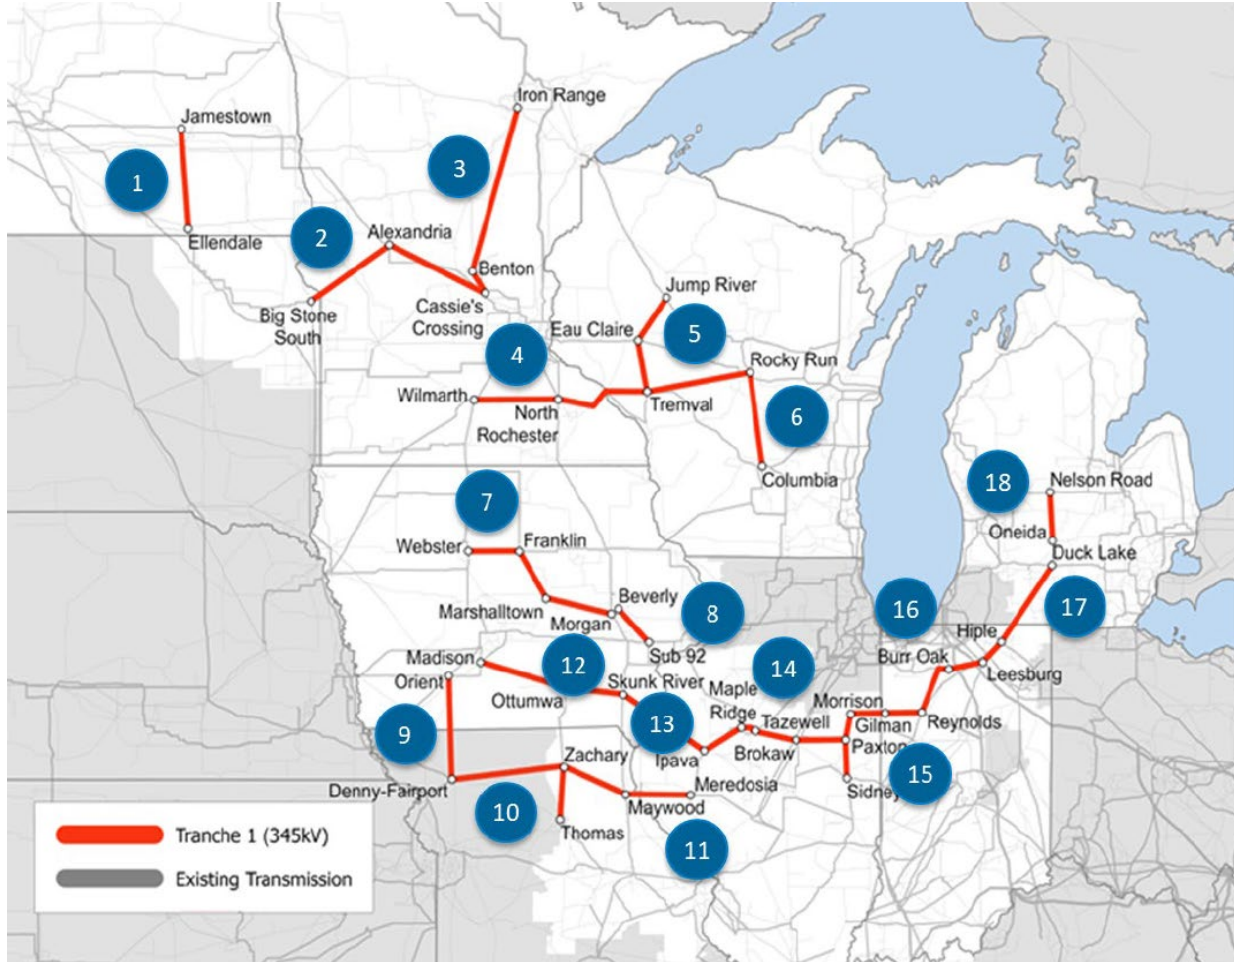 Iron Range
Jamestown
1
3
2
Alexandria
Ellendale
Benton
Big Stone
South
Cassie's
Crossing
Jump River
Eau Claire
5
4
Rocky Run
Wilmarth
North
Rochester
Tremval
6
Columbia
18
Nelson Road
Oneida
Duck Lake
7
Webster
Franklin
Marshalltown
Beverly
Morgan
8
Sub 92
16
17
Hiple
Burr Oak
Leesburg
Madison
Orient
12
14
Ottumwa
Skunk River
Maple
Ridge
Tazewell
Morrison
Gilman
Reynolds
13
9
Ipava
Brokaw
Paxton
15
Sidney
Zachary
Denny-Fairport
Meredosia
Maywood
10
Thomas
11
Tranche 1 (345kV)
Existing Transmission